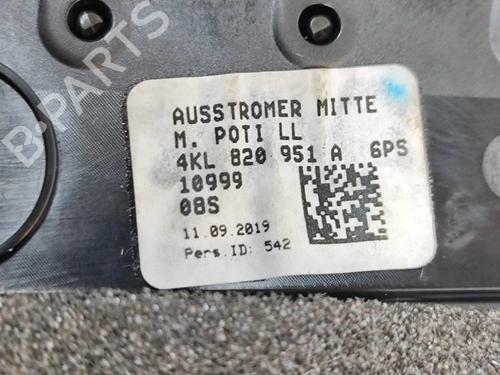 B-PARTS
AUSSTROMER MITTE
M. POTI LL
4KL 820 951 A 6PS
10999
08S
11.09.2019
Pers.ID: 542